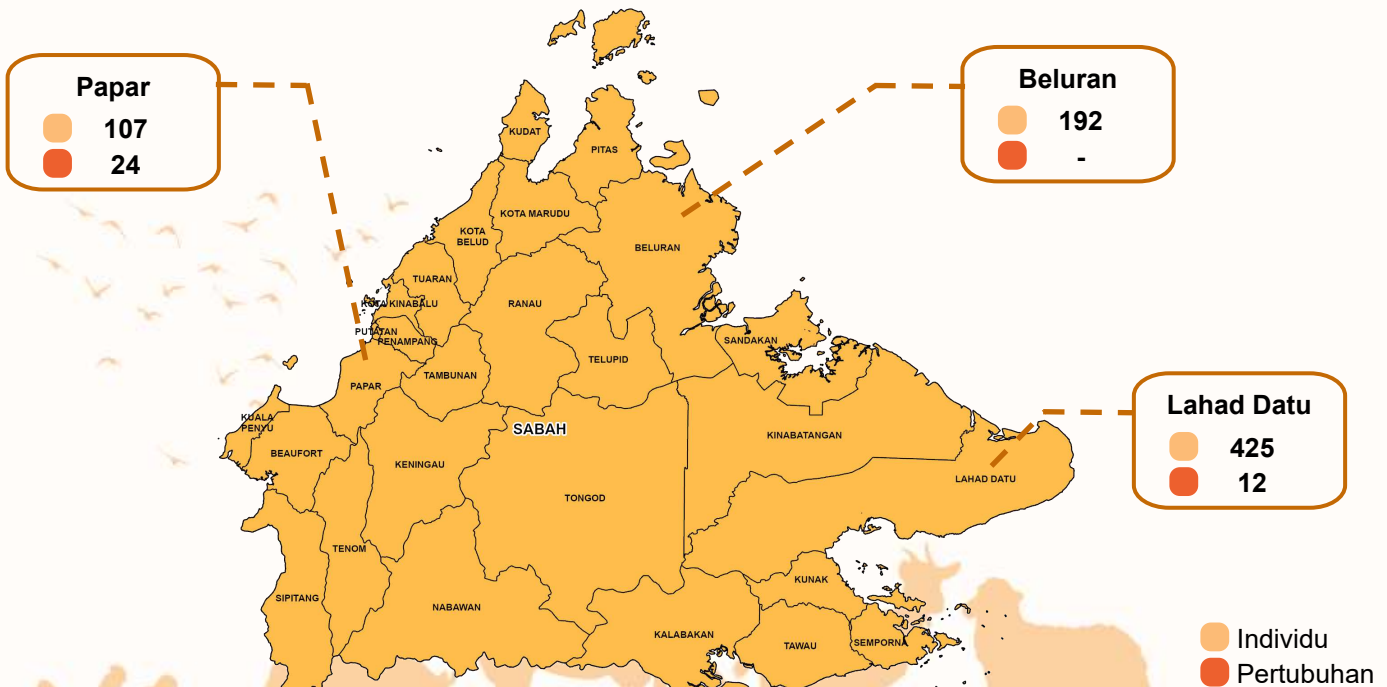 Papar
107
24
Beluran
192
-
Lahad Datu
425
12
KUDAT
PITAS
KOTA MARUDU
KOTA
BELUD
BELURAN
TUARAN
RANAU
KOTA KINABALU
PUTATAN
PENAMPANG
SANDAKAN
TELUPID
TAMBUNAN
PAPAR
KUALA
PENYU
SABAH
BEAUFORT
KINABATANGAN
KENINGAU
LAHAD DATU
TONGOD
TENOM
KUNAK
SIPITANG
NABAWAN
KALABAKAN
TAWAU
SEMPORNA
Individu
Pertubuhan